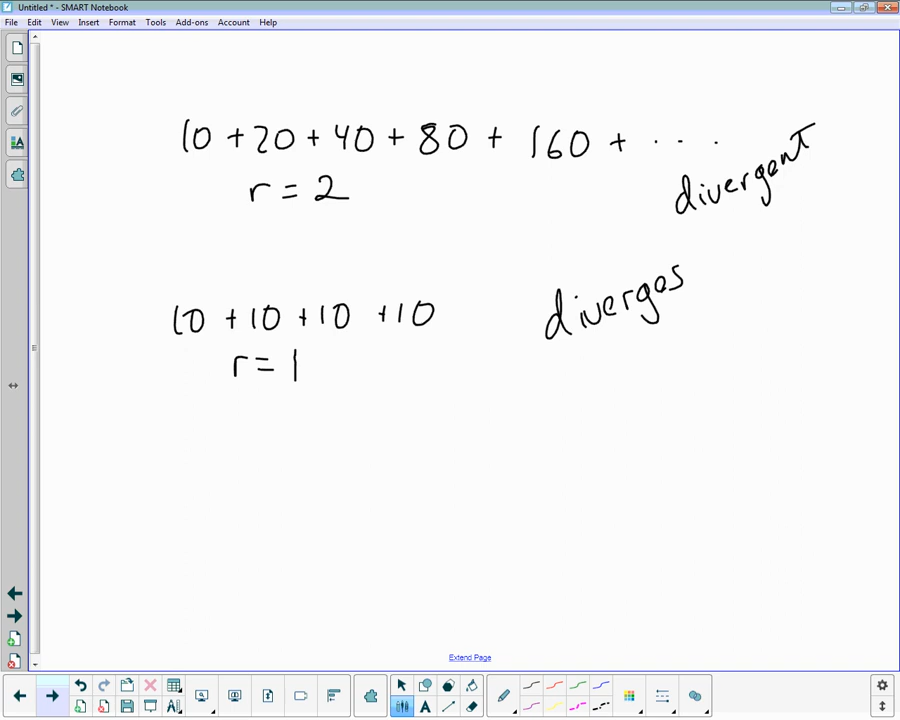 Untitled * - SMART Notebook
File Edit View Insert Format Tools Add-ons Account Help
10 + 20 + 40 + 80 + 160 + ...
divergent
r = 2
10 + 10 + 10 + 10
diverges
r = 1
Extend Page